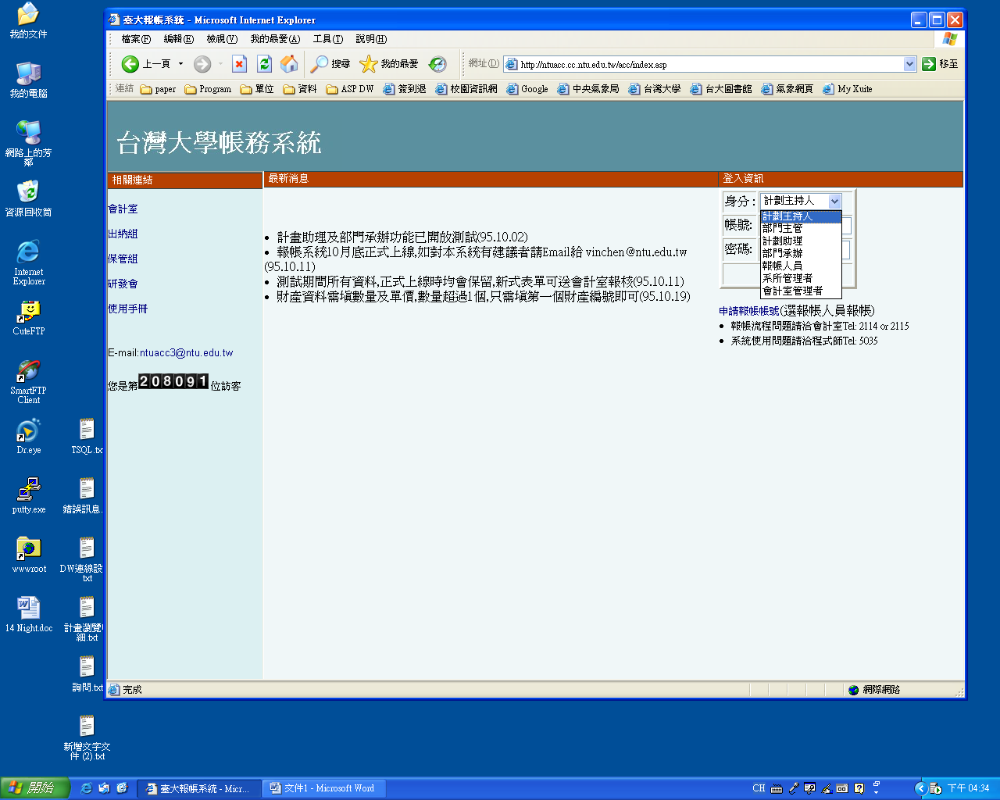 臺大報帳系統 - Microsoft Internet Explorer
檔案(F) 編輯(E) 檢視(V) 我的最愛(A) 工具(T) 說明(H)
上一頁 搜尋 我的最愛 網址(D) http://ntuacc.cc.ntu.edu.tw/acc/index.asp 移至
連結 paper Program 單位 資料 ASP DW 簽到退 校園資訊網 Google 中央氣象局 台灣大學 台大圖書館 氣象網頁 My Xuite
台灣大學帳務系統
相關連結
會計室
出納組
保管組
研發會
使用手冊
E-mail:ntuacc3@ntu.edu.tw
您是第208091位訪客
最新消息
計畫助理及部門承辦功能已開放測試(95.10.02)
報帳系統10月底正式上線,如對本系統有建議者請Email給 vinchen@ntu.edu.tw
(95.10.11)
測試期間所有資料,正式上線時均會保留,新式表單可送會計室報核(95.10.11)
財產資料需填數量及單價,數量超過1個,只需填第一個財產編號即可(95.10.19)
登入資訊
身分: 計劃主持人
帳號:
密碼:
計劃主持人
部門主管
計劃助理
部門承辦
報帳人員
系所管理者
會計室管理者
申請報帳帳號(選報帳人員報帳)
報帳流程問題請洽會計室Tel: 2114 or 2115
系統使用問題請洽程式師Tel: 5035
完成 網際網路
我的文件
我的電腦
網路上的芳
鄰
資源回收筒
Internet
Explorer
CuteFTP
SmartFTP
Client
Dr.eye
putty.exe
wwwroot
14 Night.doc
TSQL.tx
錯誤訊息.
DW連線設
txt
計畫瀏覽
細.txt
詢問.txt
新增文字文
件 (2).txt
開始 臺大報帳系統 - Micr... 文件1 - Microsoft Word CH 下午 04:34